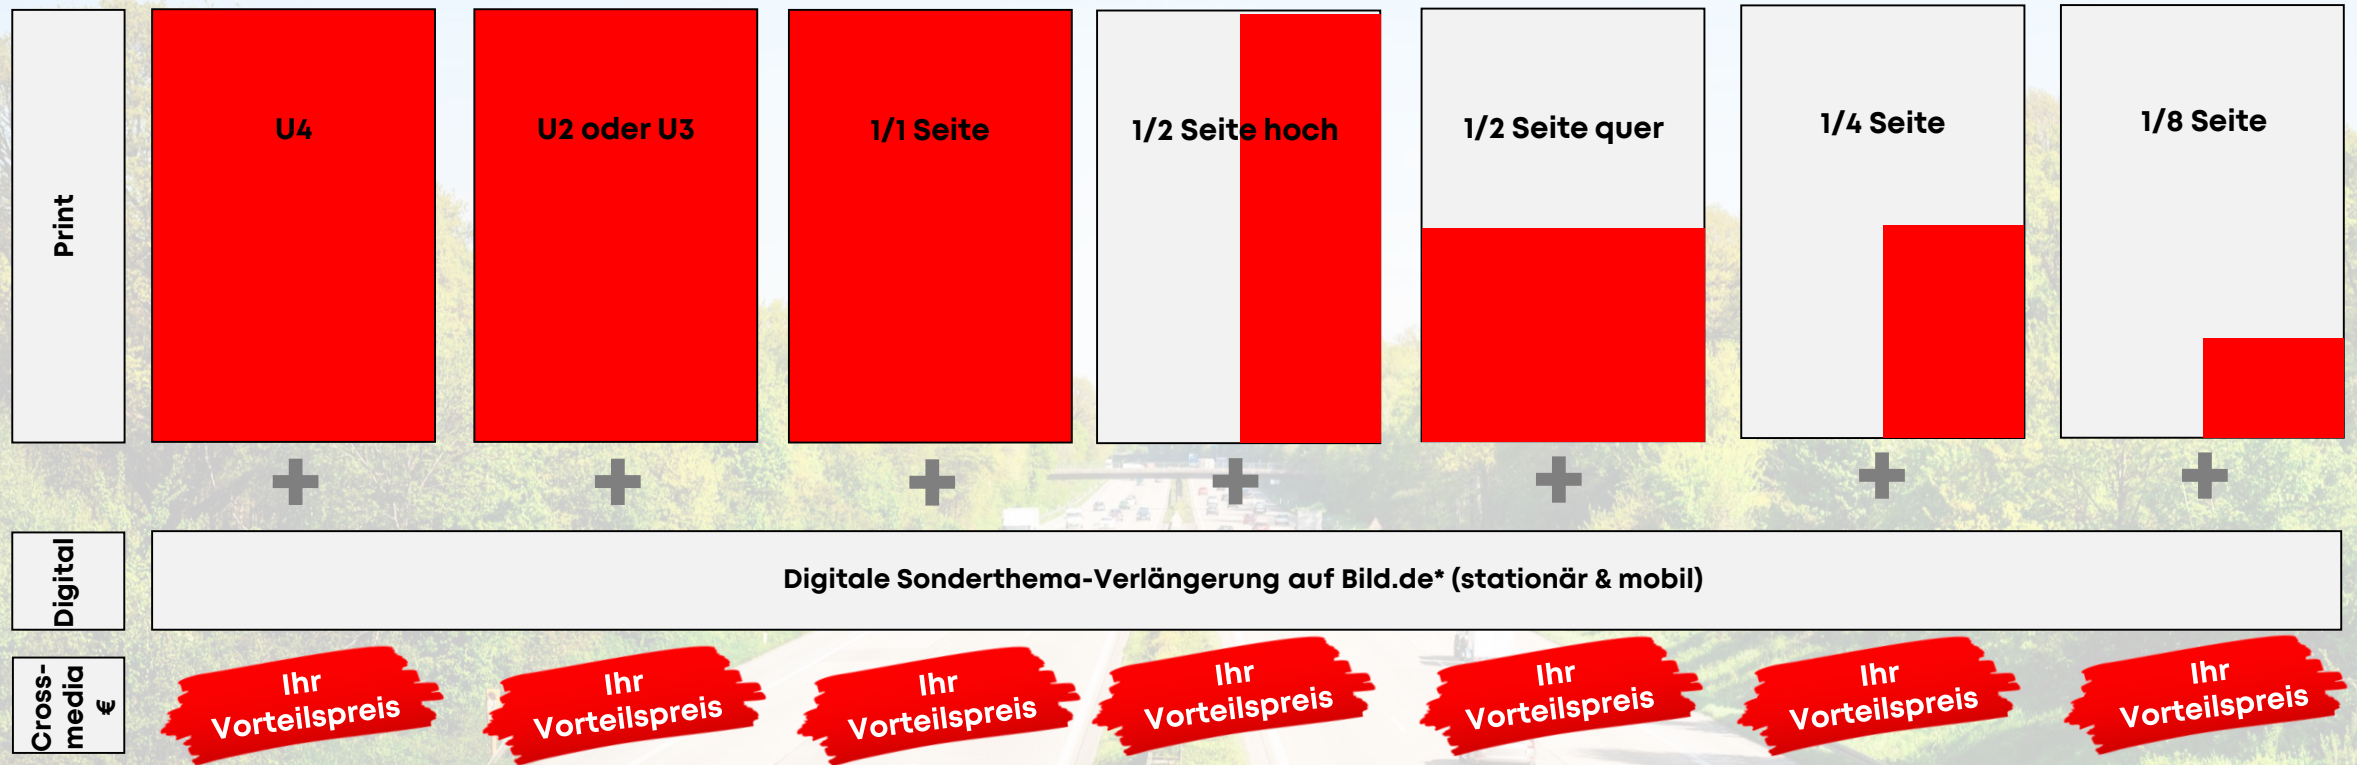 Print
U4
U2 oder U3
1/1 Seite
1/2 Seite hoch
1/2 Seite quer
1/4 Seite
1/8 Seite
Digital
Digitale Sonderthema-Verlängerung auf Bild.de* (stationär & mobil)
Cross-
media
€
Ihr
Vorteilspreis
Ihr
Vorteilspreis
Ihr
Vorteilspreis
Ihr
Vorteilspreis
Ihr
Vorteilspreis
Ihr
Vorteilspreis
Ihr
Vorteilspreis